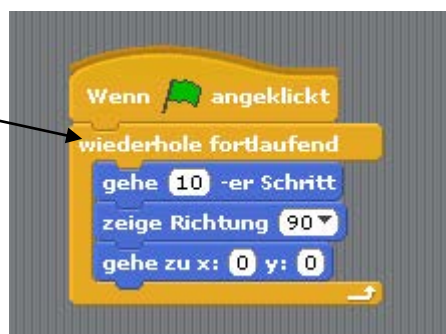 Wenn angeklickt
wiederhole fortlaufend
gehe 10 -er Schritt
zeige Richtung 90
gehe zu x: 0 y: 0